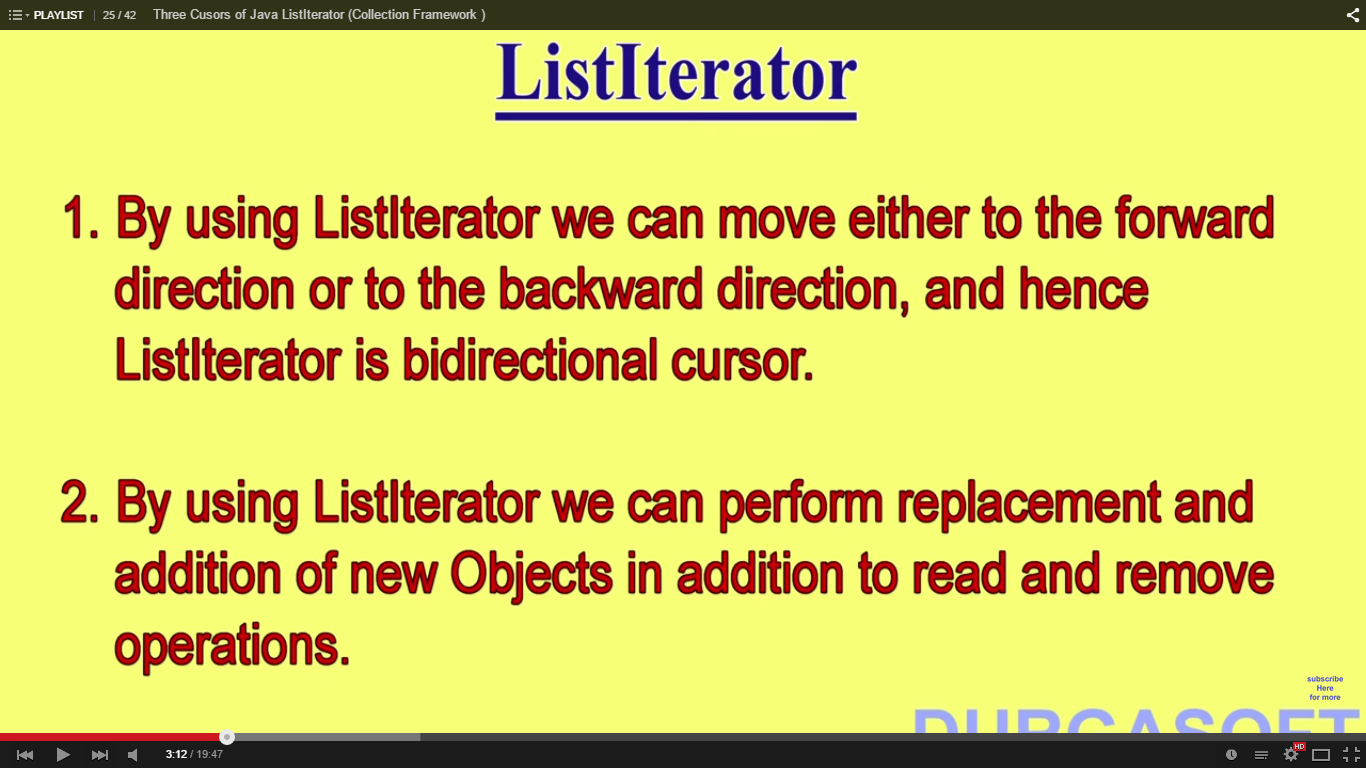 PLAYLIST | 25 / 42 Three Cusors of Java ListIterator (Collection Framework )
ListIterator
1. By using ListIterator we can move either to the forward
direction or to the backward direction, and hence
ListIterator is bidirectional cursor.
2. By using ListIterator we can perform replacement and
addition of new Objects in addition to read and remove
operations.
subscribe
Here
for more
DURGASOFT
3:12 / 19:47
HD